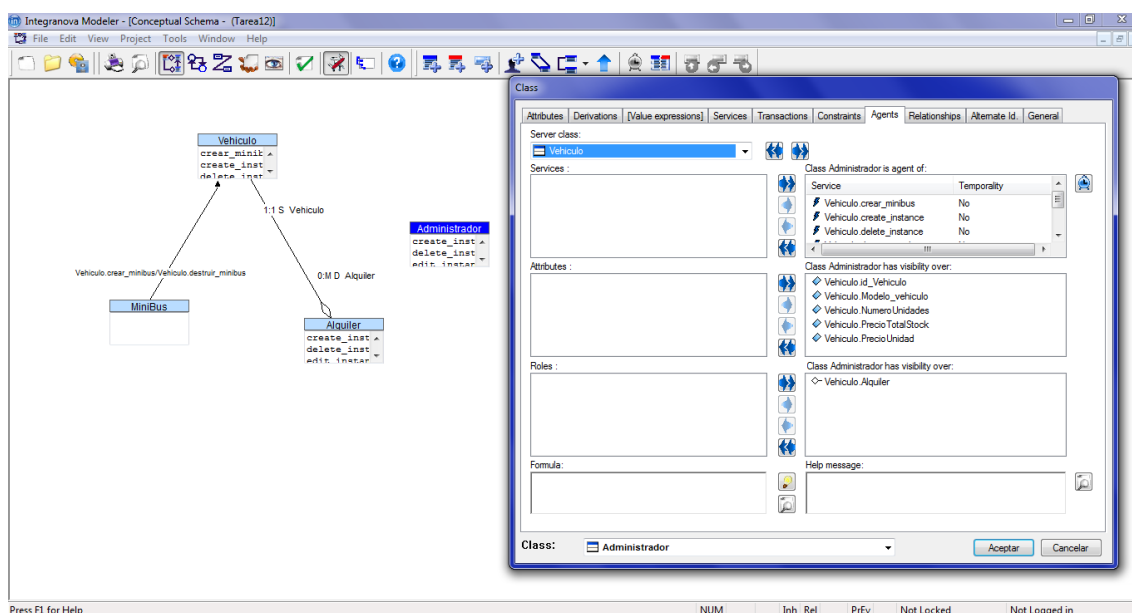 Integranova Modeler - [Conceptual Schema - (Tarea12)]
File Edit View Project Tools Window Help
Class
Attributes Derivations [Value expressions] Services Transactions Constraints Agents Relationships Alternate Id. General
Server class:
Vehiculo
Services :
Class Administrador is agent of:
Service Temporality
Vehiculo.crear_minibus No
Vehiculo.create_instance No
Vehiculo.delete_instance No
Attributes :
Class Administrador has visibility over:
Vehiculo.id_Vehiculo
Vehiculo.Modelo_vehiculo
Vehiculo.NumeroUnidades
Vehiculo.PrecioTotalStock
Vehiculo.PrecioUnidad
Roles :
Class Administrador has visibility over:
Vehiculo.Alquiler
Formula:
Help message:
Class: Administrador
Aceptar Cancelar
Vehiculo
crear_minib
create_inst
delete_inst
1:1 S Vehiculo
Administrador
create_inst
delete_inst
edit_instar
Vehiculo.crear_minibus/Vehiculo.destruir_minibus
0:M D Alquiler
MiniBus
Alquiler
create_inst
delete_inst
edit_instar
Press F1 for Help
NUM Inh Rel PrEv Not Locked Not Logged in